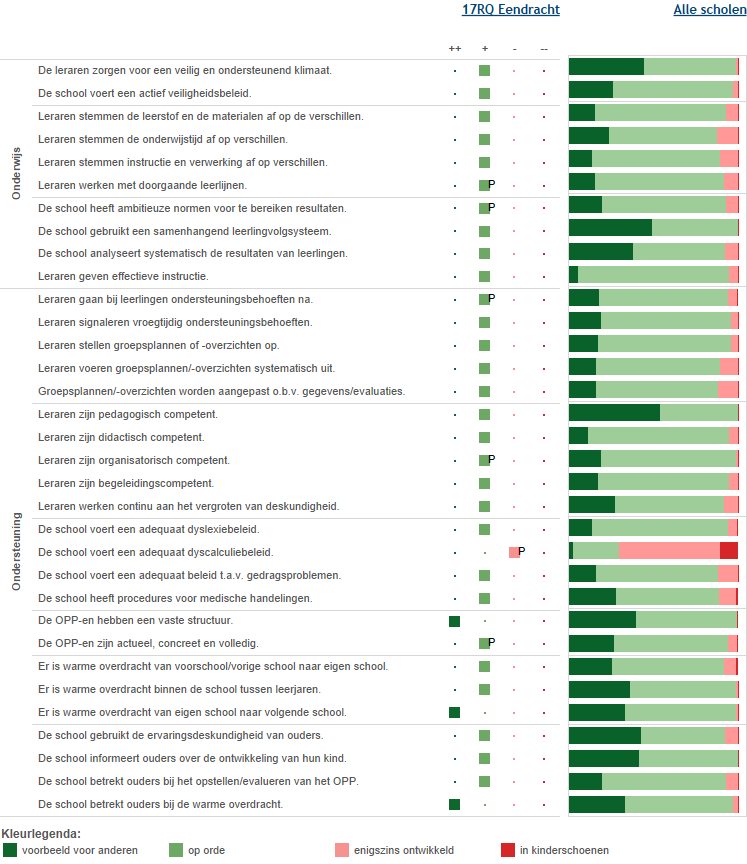 17RQ Eendracht Alle scholen
++ + - --
De leraren zorgen voor een veilig en ondersteunend klimaat.
De school voert een actief veiligheidsbeleid.
Leraren stemmen de leerstof en de materialen af op de verschillen.
Leraren stemmen de onderwijstijd af op verschillen.
Leraren stemmen instructie en verwerking af op verschillen.
Leraren werken met doorgaande leerlijnen. P
De school heeft ambitieuze normen voor te bereiken resultaten. P
De school gebruikt een samenhangend leerlingvolgsysteem.
De school analyseert systematisch de resultaten van leerlingen.
Leraren geven effectieve instructie.
Onderwijs
Leraren gaan bij leerlingen ondersteuningsbehoeften na. P
Leraren signaleren vroegtijdig ondersteuningsbehoeften.
Leraren stellen groepsplannen of -overzichten op.
Leraren voeren groepsplannen/-overzichten systematisch uit.
Groepsplannen/-overzichten worden aangepast o.b.v. gegevens/evaluaties.
Leraren zijn pedagogisch competent.
Leraren zijn didactisch competent.
Leraren zijn organisatorisch competent. P
Leraren zijn begeleidingscompetent.
Leraren werken continu aan het vergroten van deskundigheid.
De school voert een adequaat dyslexiebeleid.
De school voert een adequaat dyscalculiebeleid. P
De school voert een adequaat beleid t.a.v. gedragsproblemen.
De school heeft procedures voor medische handelingen.
De OPP-en hebben een vaste structuur.
De OPP-en zijn actueel, concreet en volledig. P
Er is warme overdracht van voorschool/vorige school naar eigen school.
Er is warme overdracht binnen de school tussen leerjaren.
Er is warme overdracht van eigen school naar volgende school.
De school gebruikt de ervaringsdeskundigheid van ouders.
De school informeert ouders over de ontwikkeling van hun kind.
De school betrekt ouders bij het opstellen/evalueren van het OPP.
De school betrekt ouders bij de warme overdracht.
Ondersteuning
Kleurlegenda:
voorbeeld voor anderen op orde enigszins ontwikkeld in kinderschoenen